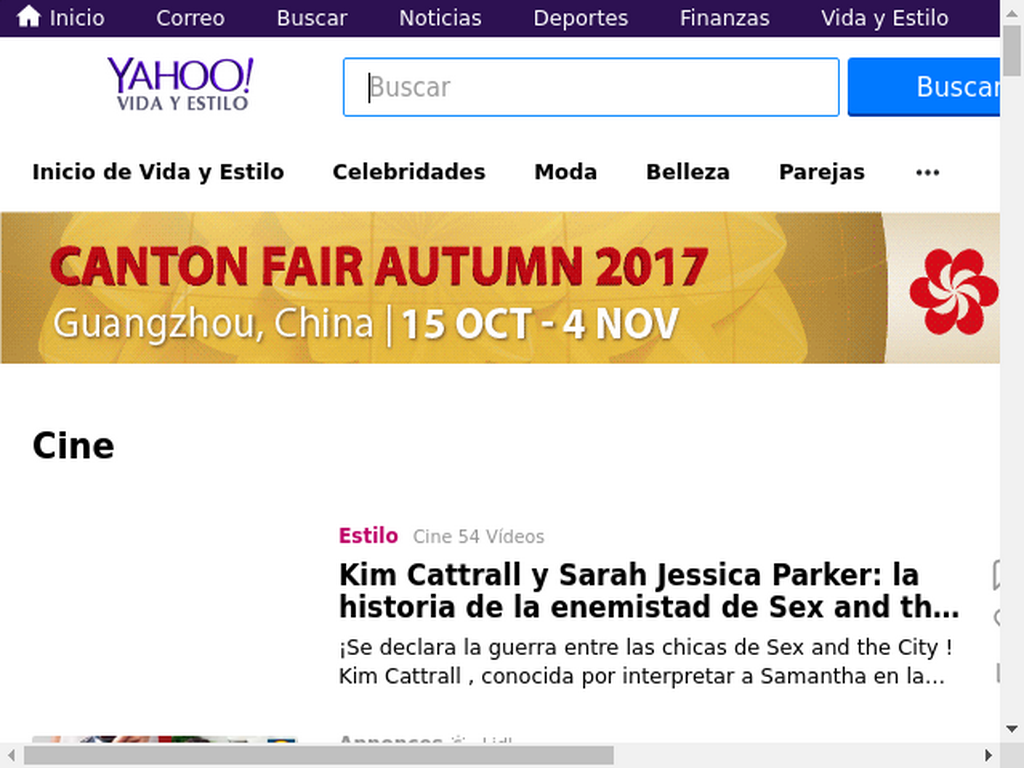 Inicio Correo Buscar Noticias Deportes Finanzas Vida y Estilo
YAHOO!
VIDA Y ESTILO
Buscar
Buscar
Inicio de Vida y Estilo Celebridades Moda Belleza Parejas •••
CANTON FAIR AUTUMN 2017
Guangzhou, China | 15 OCT - 4 NOV
Cine
Estilo Cine 54 Vídeos
Kim Cattrall y Sarah Jessica Parker: la
historia de la enemistad de Sex and th...
¡Se declara la guerra entre las chicas de Sex and the City !
Kim Cattrall , conocida por interpretar a Samantha en la...